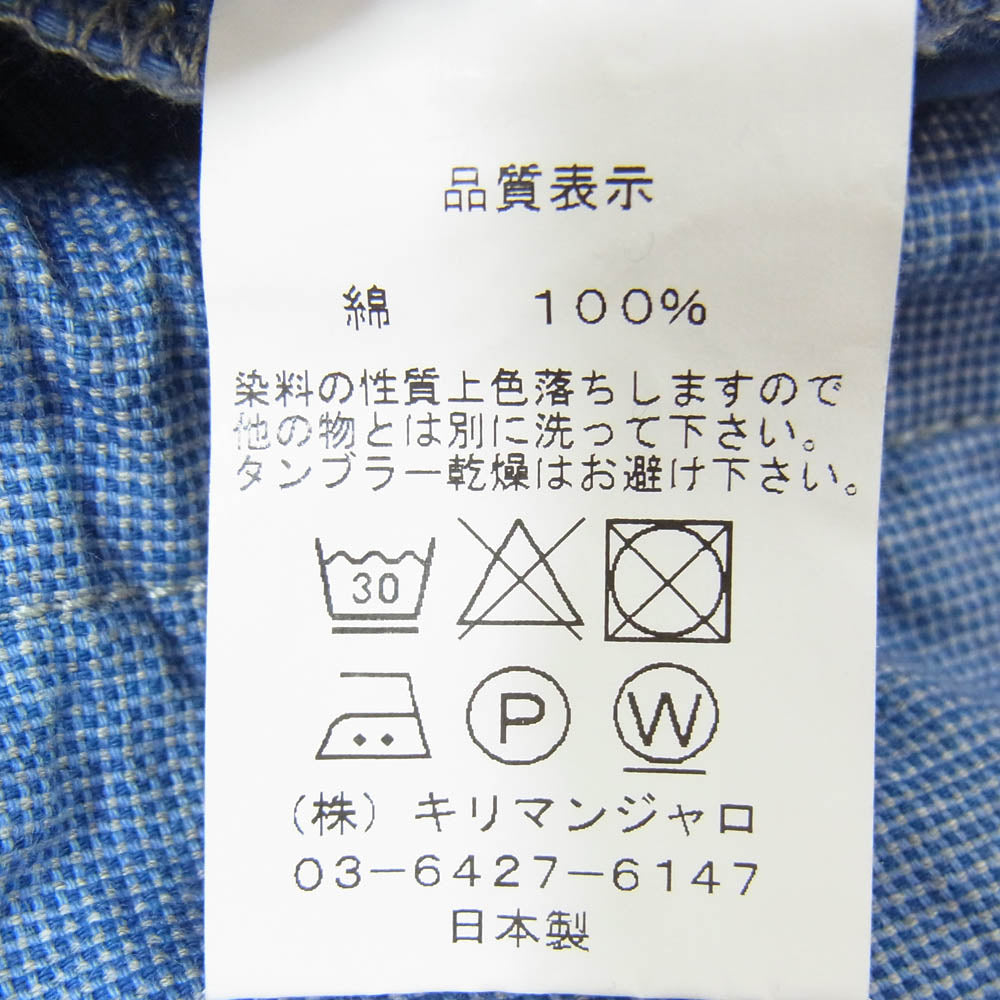 品質表示
綿 100%
染料の性質上色落ちしますので
他の物とは別に洗って下さい。
タンブラー乾燥はお避け下さい。
30
P W
(株) キリマンジャロ
03-6427-6147
日本製